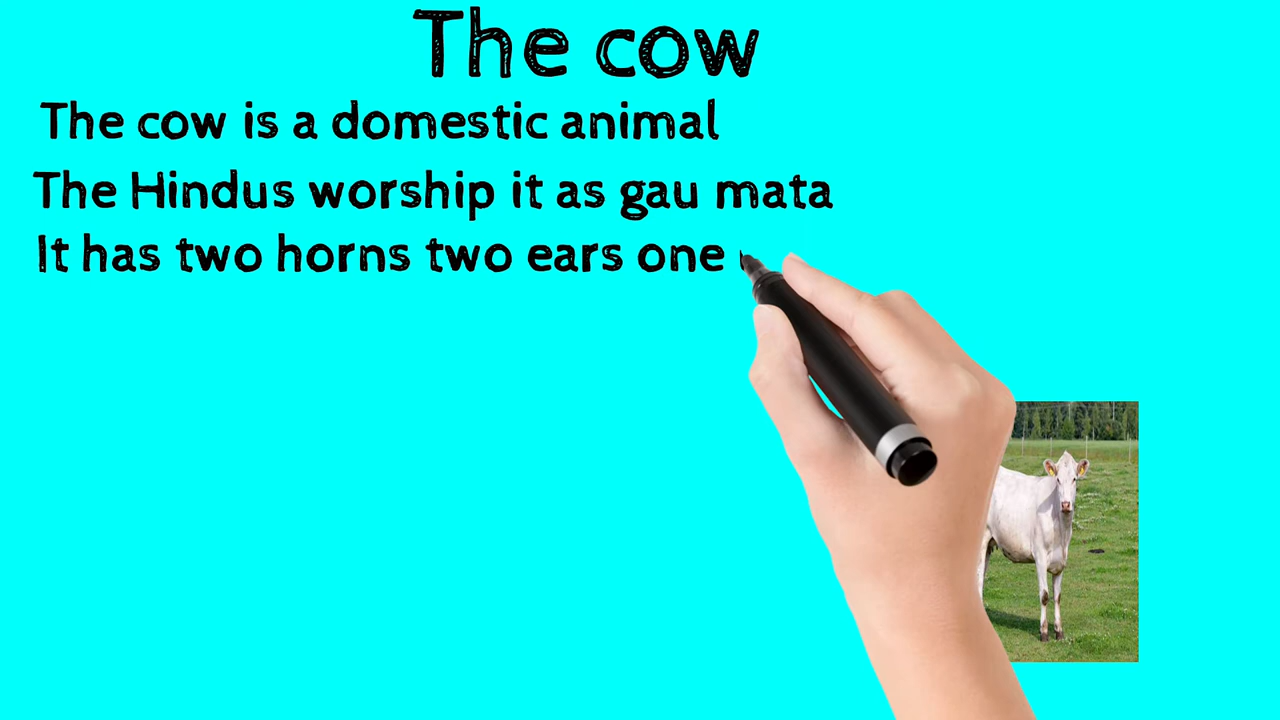 The cow
The cow is a domestic animal
The Hindus worship it as gau mata
It has two horns two ears one